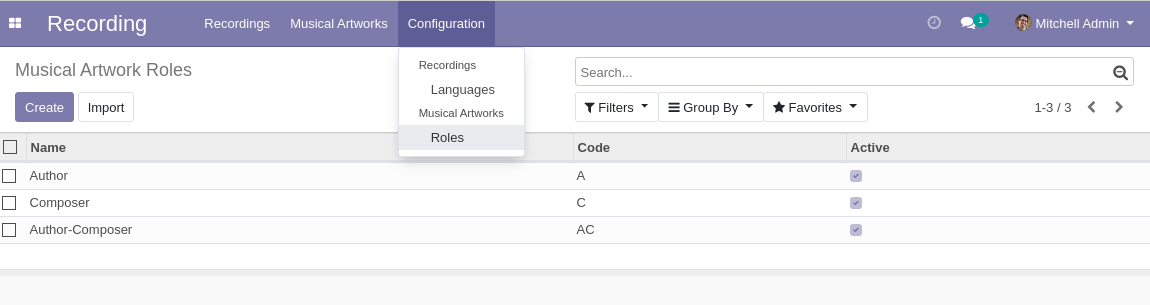 Recording Recordings Musical Artworks Configuration 1 Mitchell Admin
Musical Artwork Roles
Recordings
Languages
Musical Artworks
Roles
Search...
Create Import
Filters Group By Favorites 1-3 / 3
Name Code Active
Author A
Composer C
Author-Composer AC